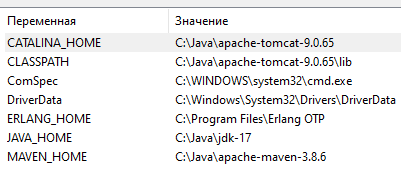 Переменная Значение
CATALINA_HOME C:\Java\apache-tomcat-9.0.65
CLASSPATH C:\Java\apache-tomcat-9.0.65\lib
ComSpec C:\WINDOWS\system32\cmd.exe
DriverData C:\Windows\System32\Drivers\DriverData
ERLANG_HOME C:\Program Files\Erlang OTP
JAVA_HOME C:\Java\jdk-17
MAVEN_HOME C:\Java\apache-maven-3.8.6